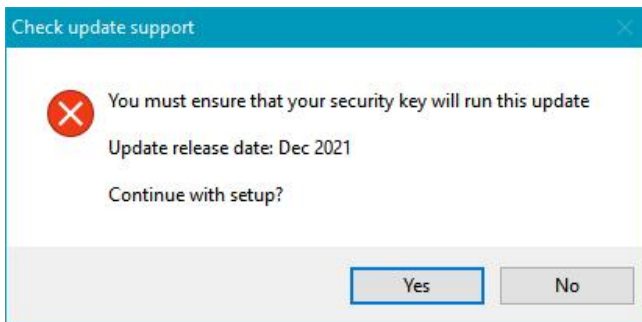 Check update support
You must ensure that your security key will run this update
Update release date: Dec 2021
Continue with setup?
Yes
No